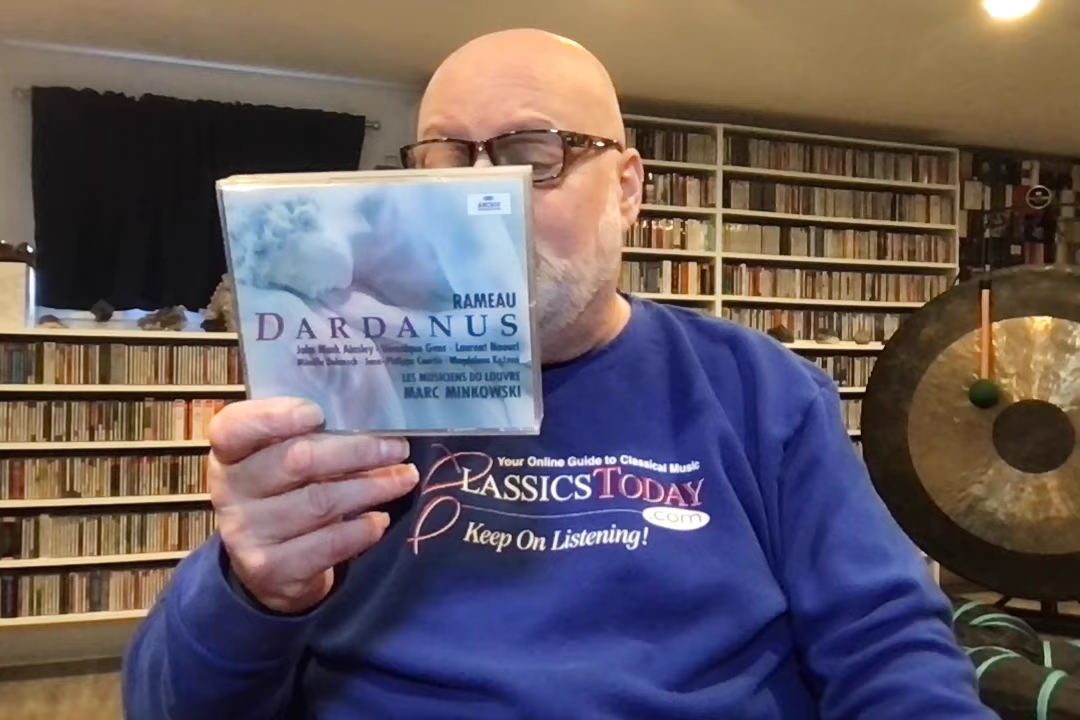 ARCHIV
RAMEAU
DARDANUS
John Mark Ainsley · Véronique Gens · Laurent Naouri
Mireille Delunsch · Jean-Philippe Courtis · Magdalena Kožená
LES MUSICIENS DU LOUVRE
MARC MINKOWSKI
Your Online Guide to Classical Music
CLASSICSTODAY
.com
Keep On Listening!